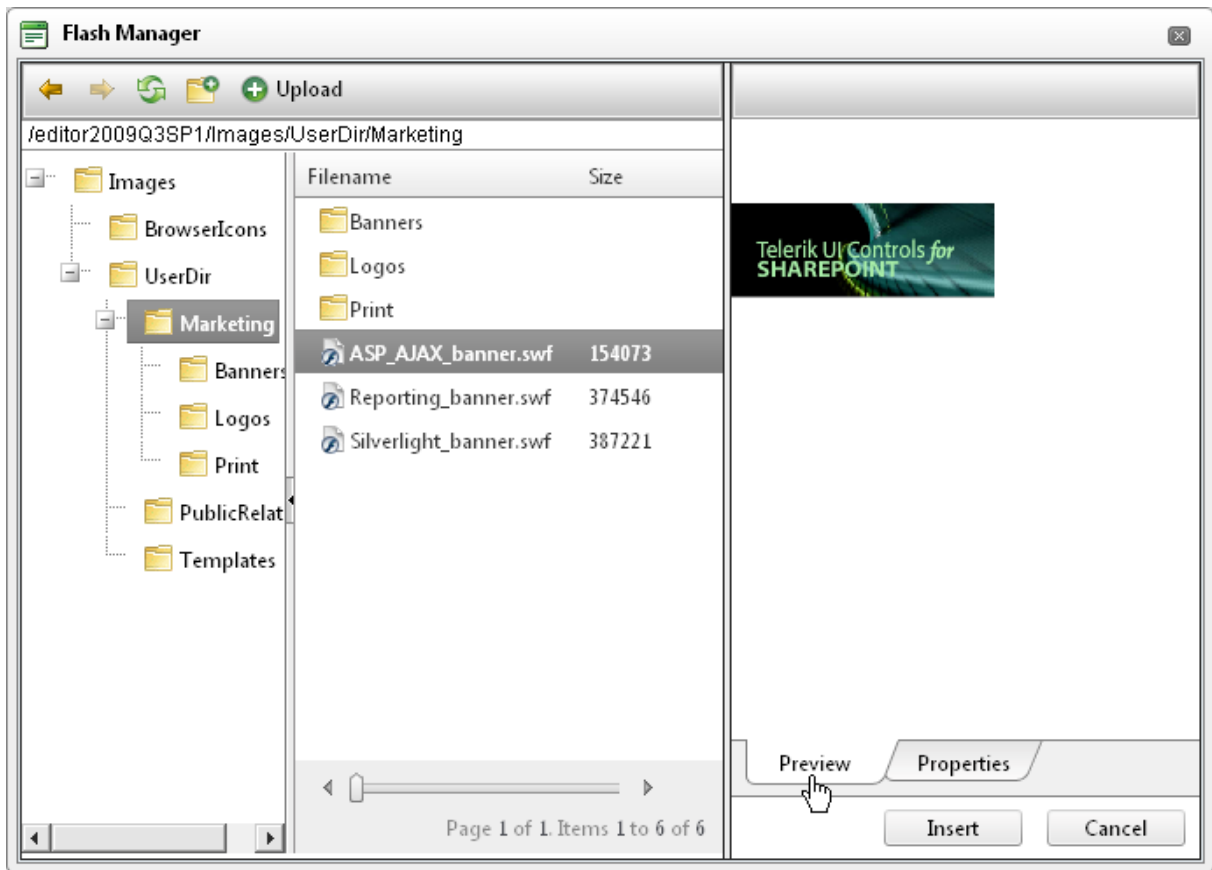 Flash Manager
Upload
/editor2009Q3SP1/Images/UserDir/Marketing
Images
BrowserIcons
UserDir
Marketing
Banners
Logos
Print
PublicRelat
Templates
Filename Size
Banners
Logos
Print
ASP_AJAX_banner.swf 154073
Reporting_banner.swf 374546
Silverlight_banner.swf 387221
Page 1 of 1. Items 1 to 6 of 6
Telerik UI Controls for
SHAREPOINT
Preview Properties
Insert Cancel